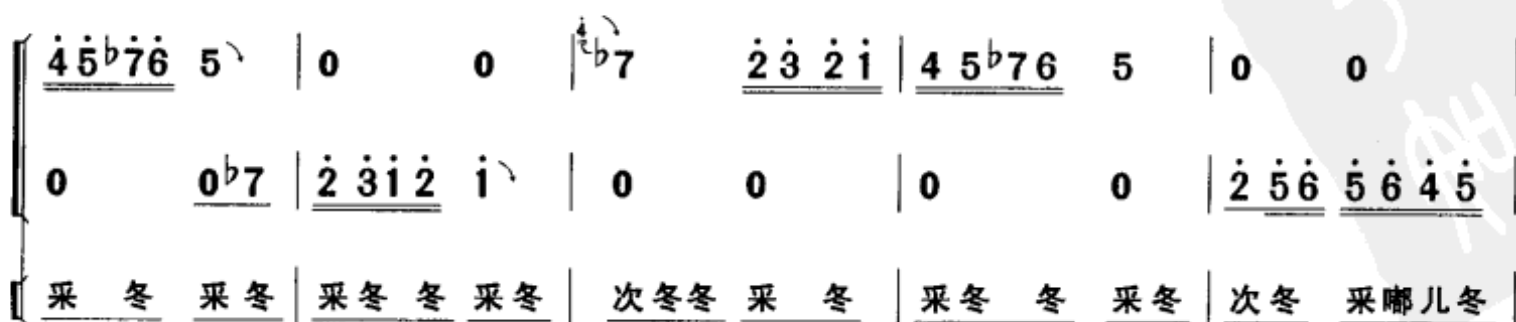 4̇ 5̇ ♭7̇ 6̇ 5 | 0 0 | 4̇ ♭7 2̇ 3̇ 2̇ 1̇ | 4 5 ♭7 6 5 | 0 0 |
0 0 ♭7 | 2̇ 3̇ 1̇ 2̇ 1̇ | 0 0 | 0 0 | 2̇ 5̇ 6̇ 5̇ 6̇ 4̇ 5̇ |
采 冬 采冬 | 采冬 冬 采冬 | 次冬冬 采 冬 | 采冬 冬 采冬 | 次冬 采嘟儿冬 |